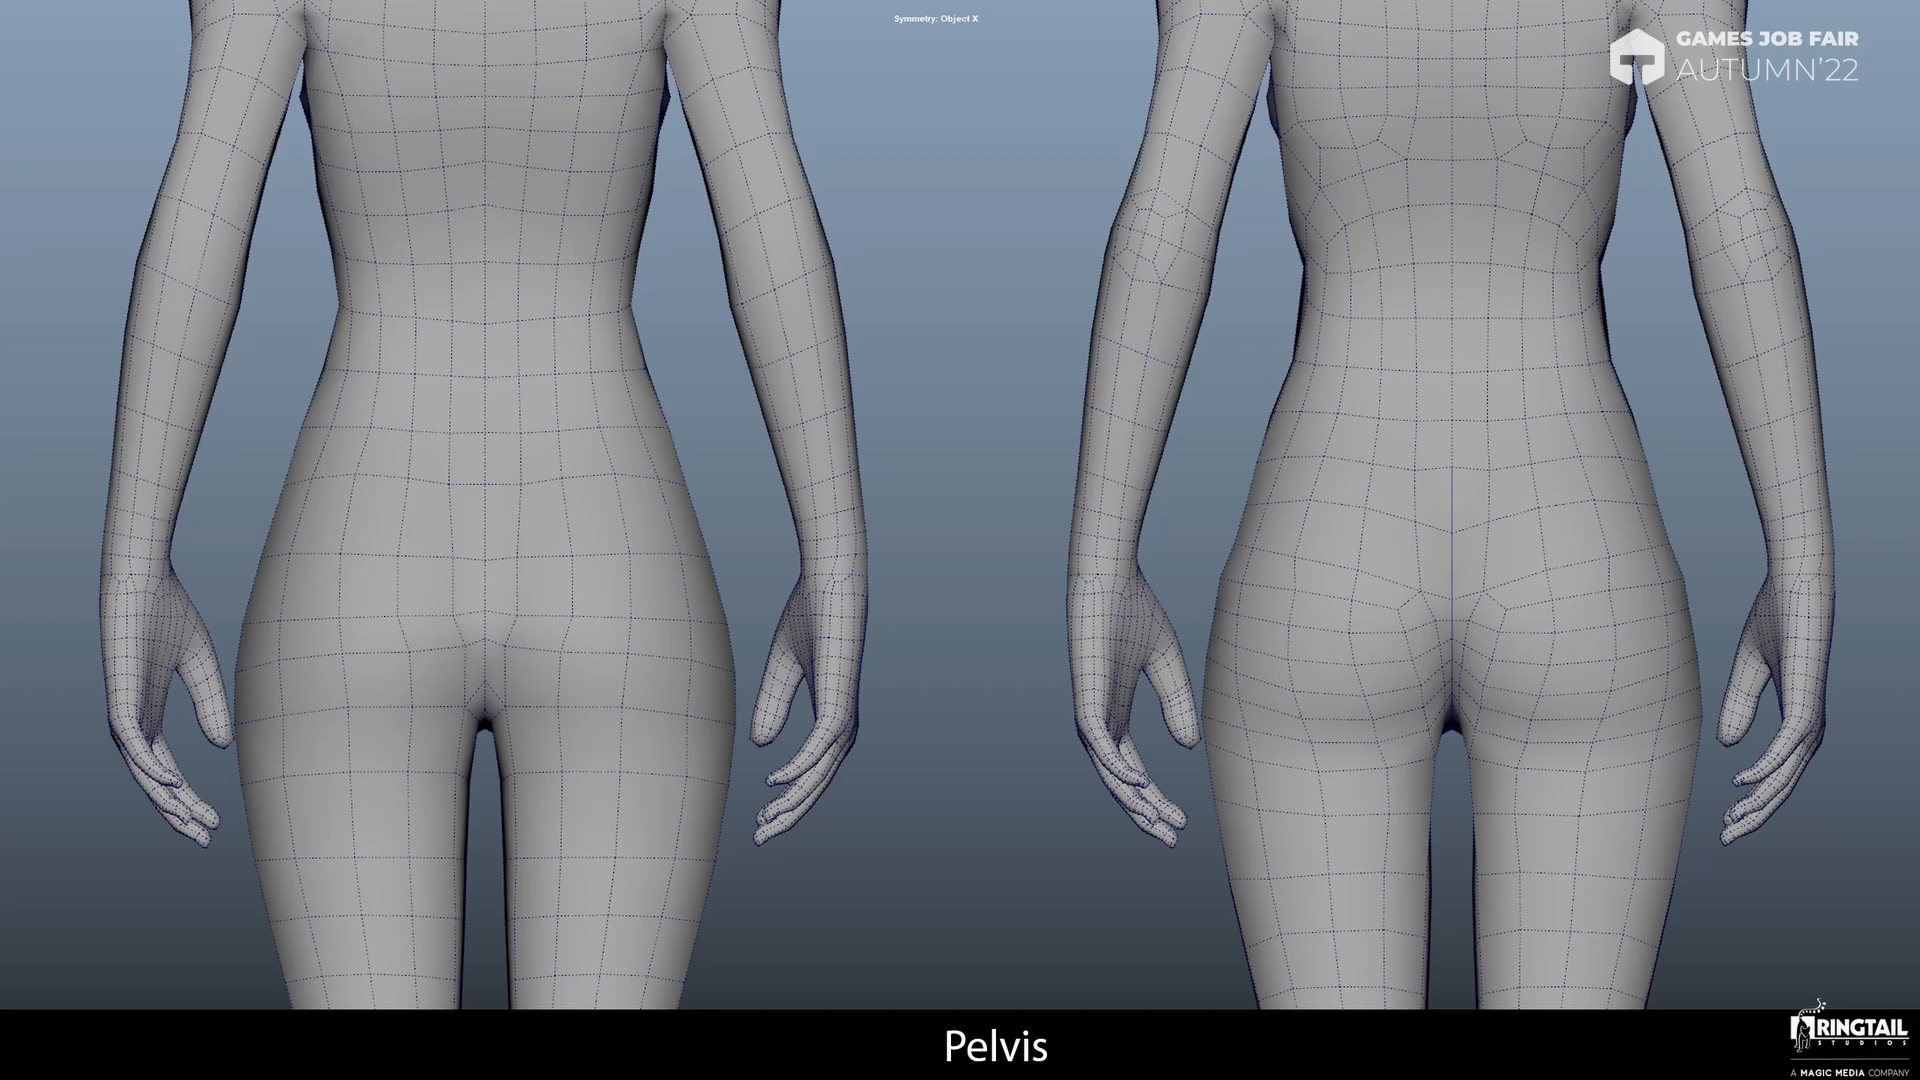 Symmetry: Object X
GAMES JOB FAIR
AUTUMN'22
Pelvis
RINGTAIL
STUDIOS
A MAGIC MEDIA COMPANY